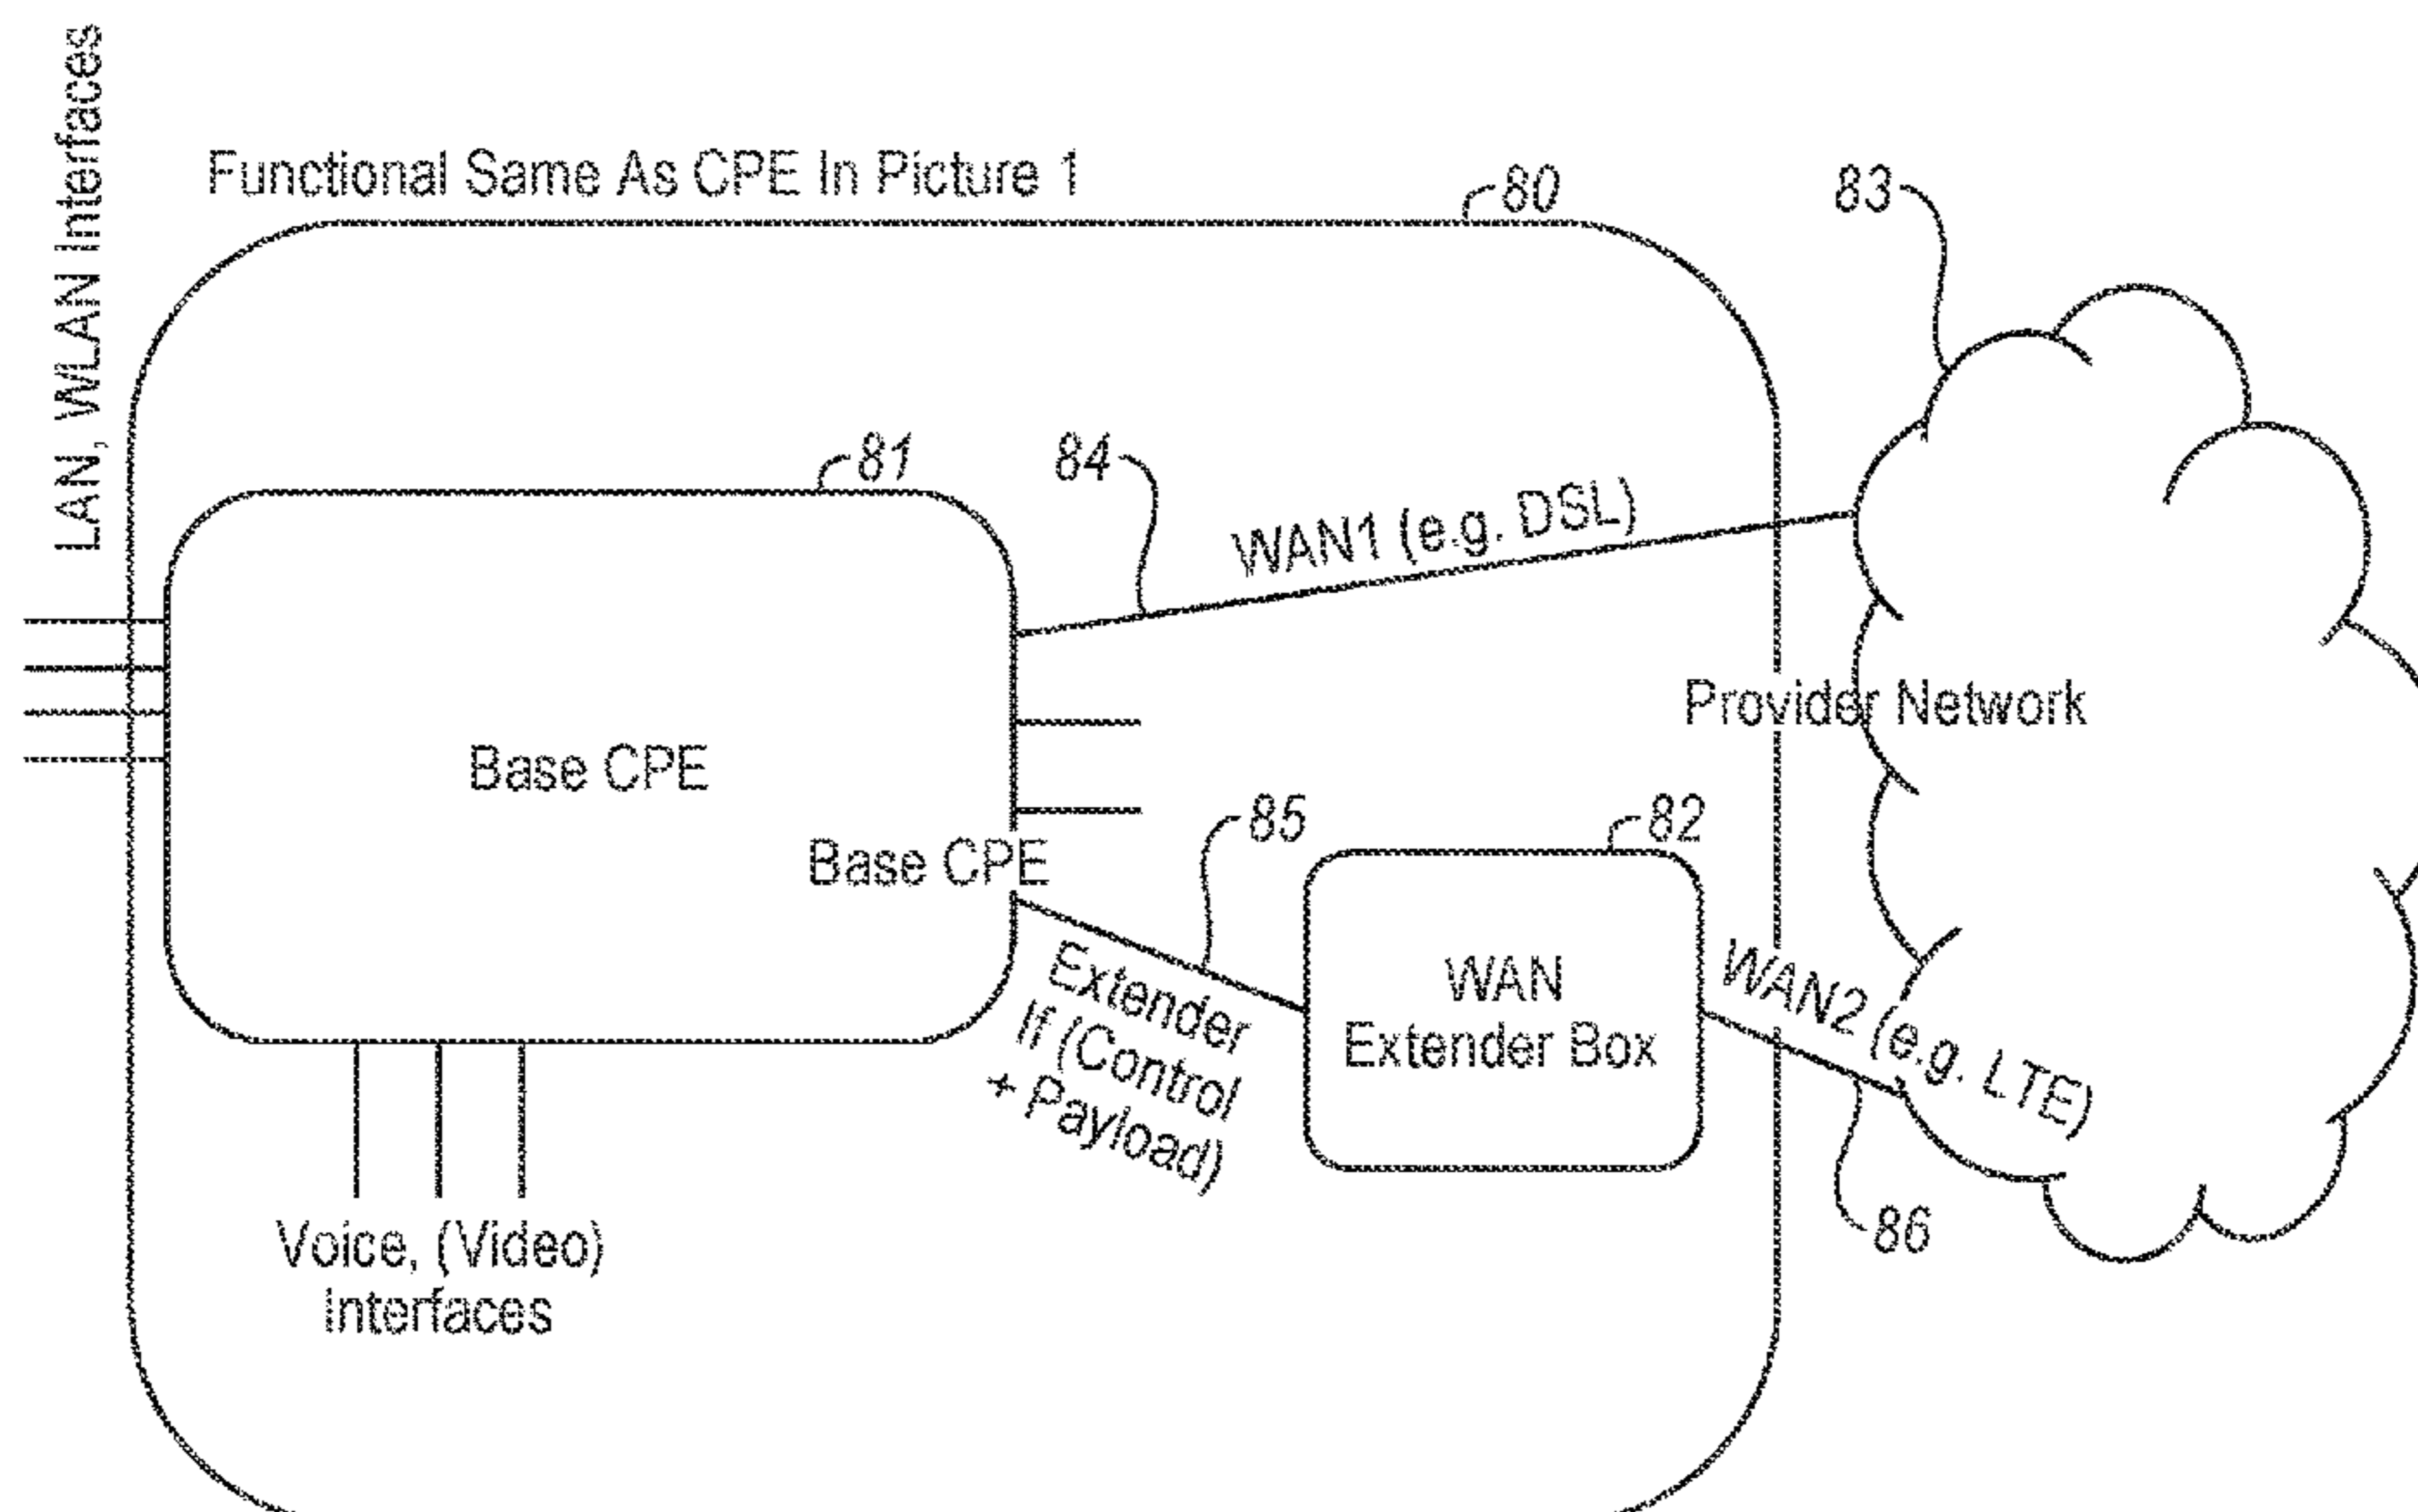 LAN, WLAN Interfaces
Functional Same As CPE In Picture 1
80
83
81
84
WAN1 (e.g. DSL)
Provider Network
Base CPE
Base CPE
85
82
Extender
If (Control
+ Payload)
WAN
Extender Box
WAN2 (e.g. LTE)
86
Voice, (Video)
Interfaces